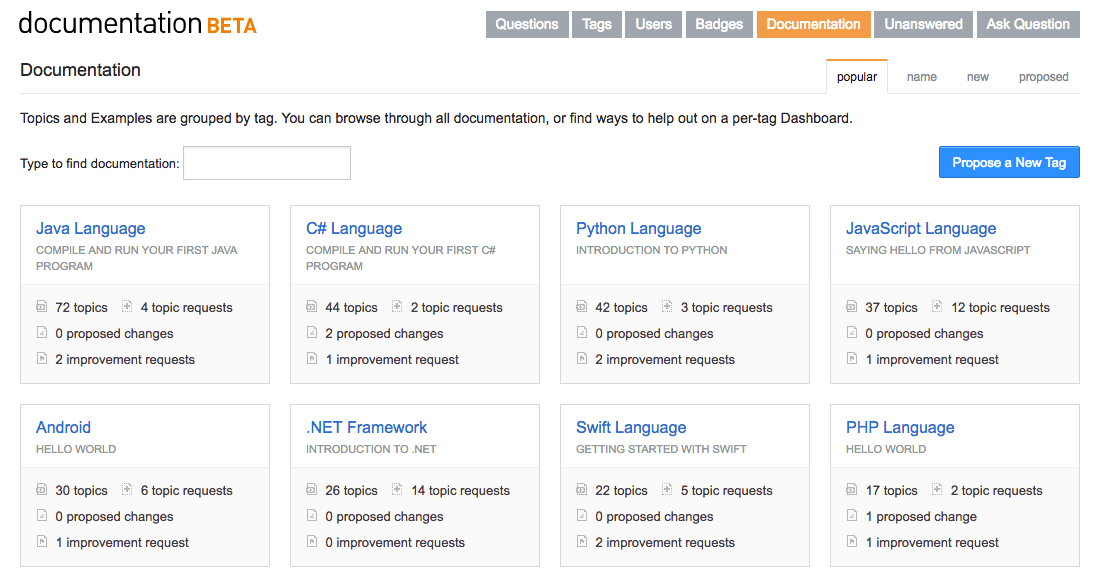 documentation BETA
Questions Tags Users Badges Documentation Unanswered Ask Question
Documentation
popular name new proposed
Topics and Examples are grouped by tag. You can browse through all documentation, or find ways to help out on a per-tag Dashboard.
Type to find documentation:
Propose a New Tag
Java Language
COMPILE AND RUN YOUR FIRST JAVA
PROGRAM
72 topics 4 topic requests
0 proposed changes
2 improvement requests
C# Language
COMPILE AND RUN YOUR FIRST C#
PROGRAM
44 topics 2 topic requests
2 proposed changes
1 improvement request
Python Language
INTRODUCTION TO PYTHON
42 topics 3 topic requests
0 proposed changes
2 improvement requests
JavaScript Language
SAYING HELLO FROM JAVASCRIPT
37 topics 12 topic requests
0 proposed changes
1 improvement request
Android
HELLO WORLD
30 topics 6 topic requests
0 proposed changes
1 improvement request
.NET Framework
INTRODUCTION TO .NET
26 topics 14 topic requests
0 proposed changes
0 improvement requests
Swift Language
GETTING STARTED WITH SWIFT
22 topics 5 topic requests
0 proposed changes
2 improvement requests
PHP Language
HELLO WORLD
17 topics 2 topic requests
1 proposed change
1 improvement request